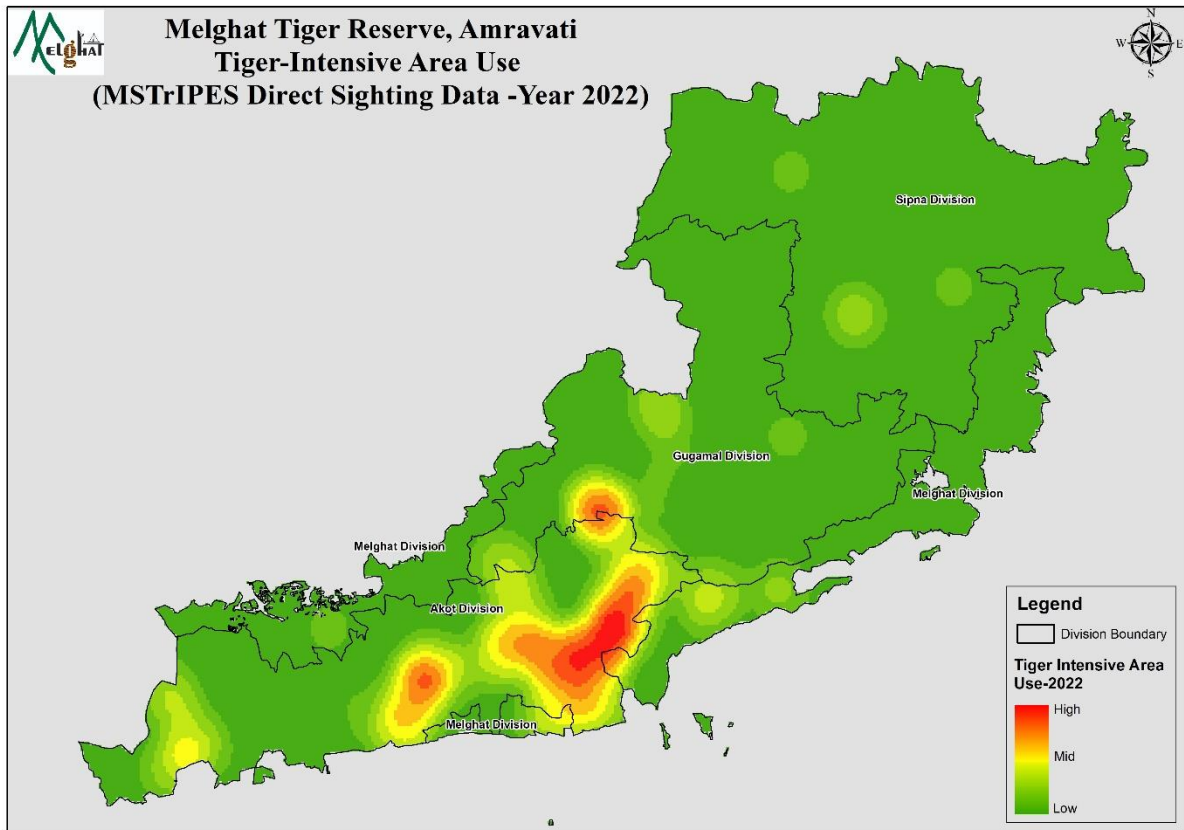 MELGHAT
Melghat Tiger Reserve, Amravati
Tiger-Intensive Area Use
(MSTrIPES Direct Sighting Data -Year 2022)
N
W E
S
Sipna Division
Gugamal Division
Melghat Division
Melghat Division
Akot Division
Melghat Division
Legend
Division Boundary
Tiger Intensive Area
Use-2022
High
Mid
Low